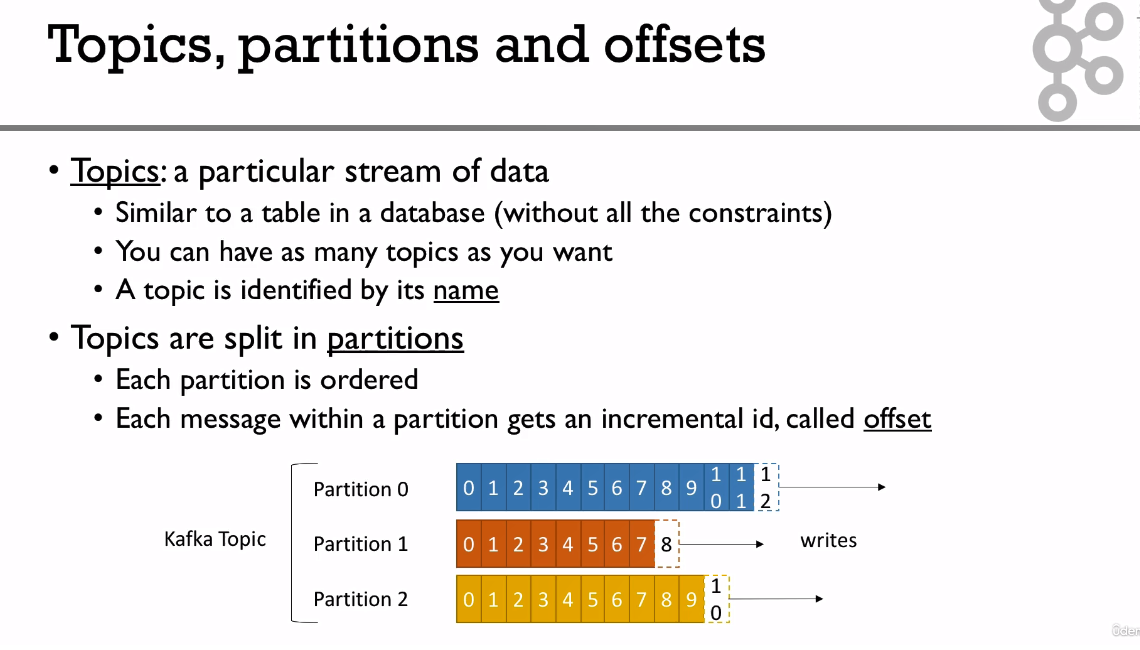 Topics, partitions and offsets
• Topics: a particular stream of data
• Similar to a table in a database (without all the constraints)
• You can have as many topics as you want
• A topic is identified by its name
• Topics are split in partitions
• Each partition is ordered
• Each message within a partition gets an incremental id, called offset
Partition 0 0 1 2 3 4 5 6 7 8 9 10 11 12
Kafka Topic
Partition 1 0 1 2 3 4 5 6 7 8
writes
Partition 2 0 1 2 3 4 5 6 7 8 9 10